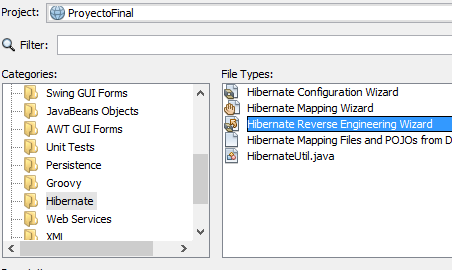 Project: ProyectoFinal
Filter:
Categories:
Swing GUI Forms
JavaBeans Objects
AWT GUI Forms
Unit Tests
Persistence
Groovy
Hibernate
Web Services
XML
File Types:
Hibernate Configuration Wizard
Hibernate Mapping Wizard
Hibernate Reverse Engineering Wizard
Hibernate Mapping Files and POJOs from D
HibernateUtil.java